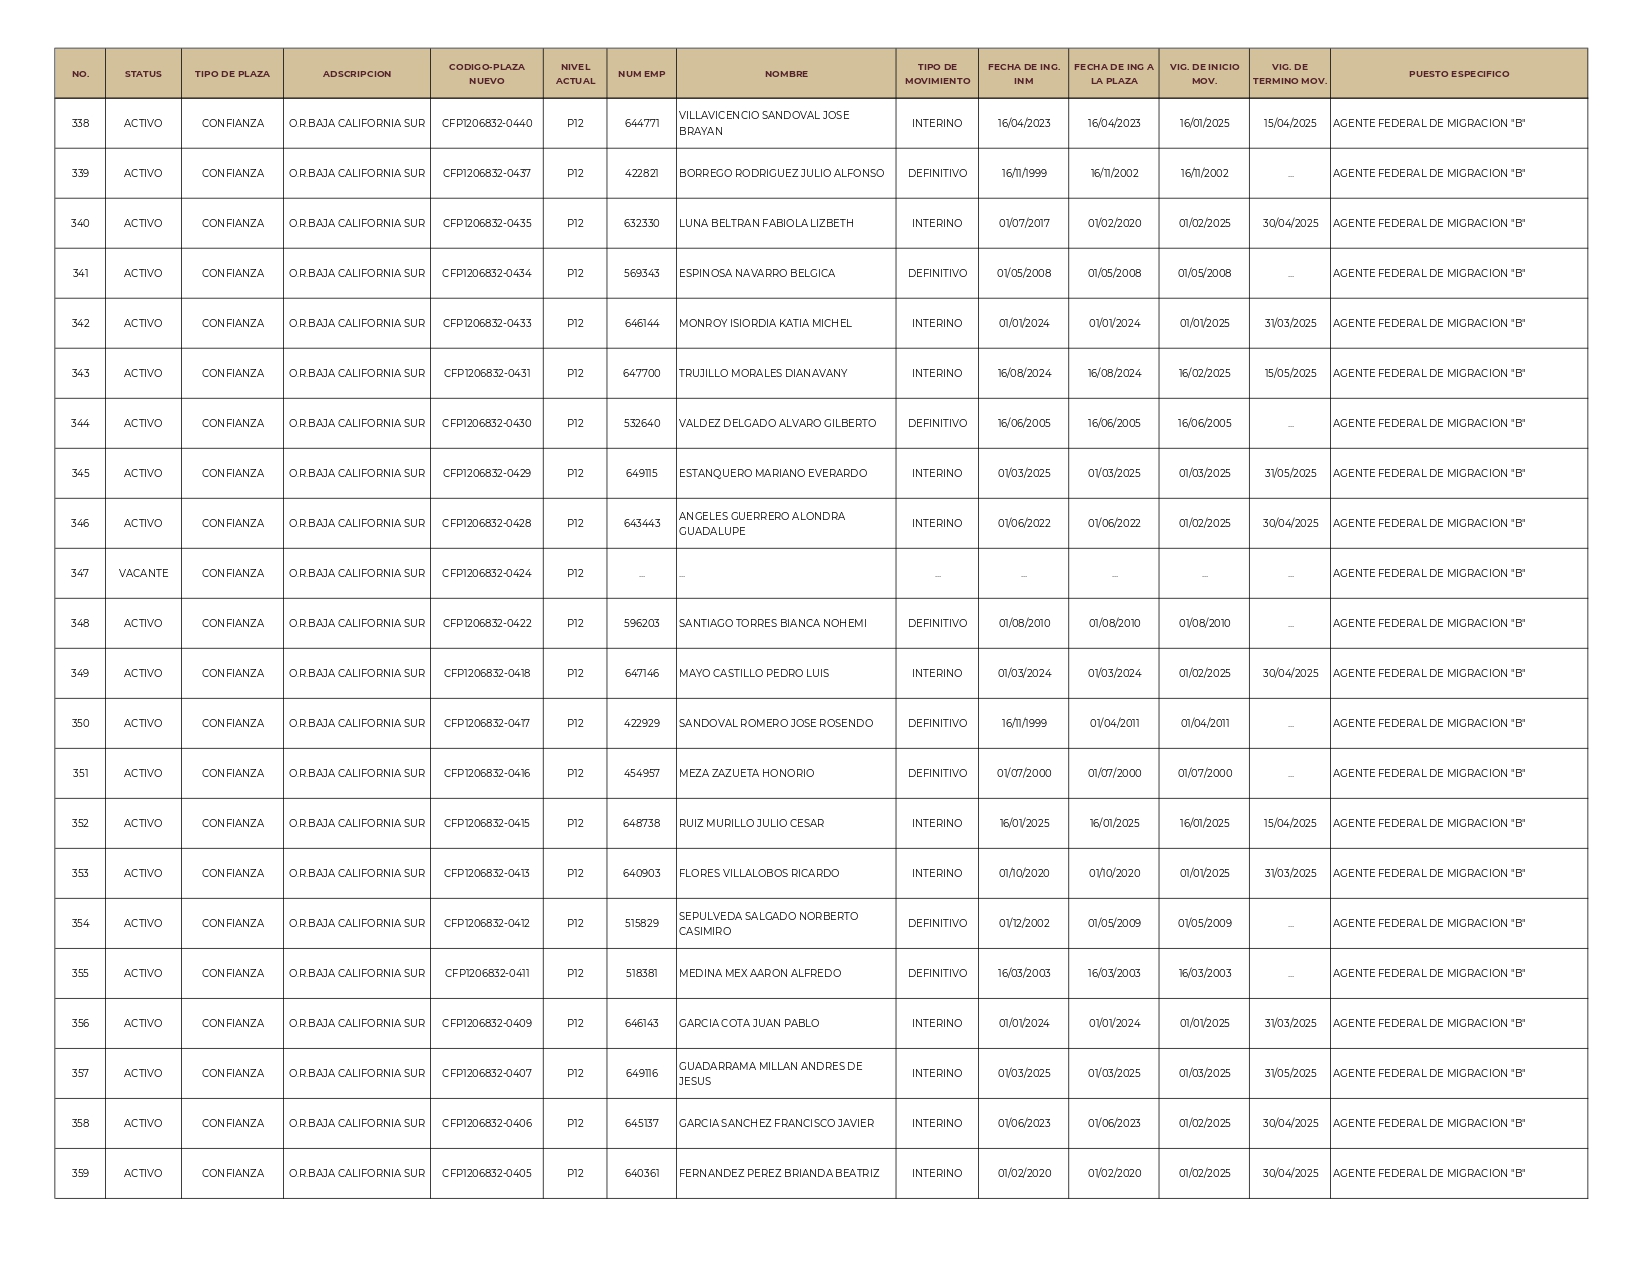 NO. STATUS TIPO DE PLAZA ADSCRIPCION CODIGO-PLAZA NUEVO NIVEL ACTUAL NUM EMP NOMBRE TIPO DE MOVIMIENTO FECHA DE ING. INM FECHA DE ING A LA PLAZA VIG. DE INICIO MOV. VIG. DE TERMINO MOV. PUESTO ESPECIFICO
338 ACTIVO CONFIANZA O.R.BAJA CALIFORNIA SUR CFP1206832-0440 P12 644771 VILLAVICENCIO SANDOVAL JOSE BRAYAN INTERINO 16/04/2023 16/04/2023 16/01/2025 15/04/2025 AGENTE FEDERAL DE MIGRACION "B"
339 ACTIVO CONFIANZA O.R.BAJA CALIFORNIA SUR CFP1206832-0437 P12 422821 BORREGO RODRIGUEZ JULIO ALFONSO DEFINITIVO 16/11/1999 16/11/2002 16/11/2002 ... AGENTE FEDERAL DE MIGRACION "B"
340 ACTIVO CONFIANZA O.R.BAJA CALIFORNIA SUR CFP1206832-0435 P12 632330 LUNA BELTRAN FABIOLA LIZBETH INTERINO 01/07/2017 01/02/2020 01/02/2025 30/04/2025 AGENTE FEDERAL DE MIGRACION "B"
341 ACTIVO CONFIANZA O.R.BAJA CALIFORNIA SUR CFP1206832-0434 P12 569343 ESPINOSA NAVARRO BELGICA DEFINITIVO 01/05/2008 01/05/2008 01/05/2008 ... AGENTE FEDERAL DE MIGRACION "B"
342 ACTIVO CONFIANZA O.R.BAJA CALIFORNIA SUR CFP1206832-0433 P12 646144 MONROY ISIORDIA KATIA MICHEL INTERINO 01/01/2024 01/01/2024 01/01/2025 31/03/2025 AGENTE FEDERAL DE MIGRACION "B"
343 ACTIVO CONFIANZA O.R.BAJA CALIFORNIA SUR CFP1206832-0431 P12 647700 TRUJILLO MORALES DIANAVANY INTERINO 16/08/2024 16/08/2024 16/02/2025 15/05/2025 AGENTE FEDERAL DE MIGRACION "B"
344 ACTIVO CONFIANZA O.R.BAJA CALIFORNIA SUR CFP1206832-0430 P12 532640 VALDEZ DELGADO ALVARO GILBERTO DEFINITIVO 16/06/2005 16/06/2005 16/06/2005 ... AGENTE FEDERAL DE MIGRACION "B"
345 ACTIVO CONFIANZA O.R.BAJA CALIFORNIA SUR CFP1206832-0429 P12 649115 ESTANQUERO MARIANO EVERARDO INTERINO 01/03/2025 01/03/2025 01/03/2025 31/05/2025 AGENTE FEDERAL DE MIGRACION "B"
346 ACTIVO CONFIANZA O.R.BAJA CALIFORNIA SUR CFP1206832-0428 P12 643443 ANGELES GUERRERO ALONDRA GUADALUPE INTERINO 01/06/2022 01/06/2022 01/02/2025 30/04/2025 AGENTE FEDERAL DE MIGRACION "B"
347 VACANTE CONFIANZA O.R.BAJA CALIFORNIA SUR CFP1206832-0424 P12 ... ... ... ... ... ... ... AGENTE FEDERAL DE MIGRACION "B"
348 ACTIVO CONFIANZA O.R.BAJA CALIFORNIA SUR CFP1206832-0422 P12 596203 SANTIAGO TORRES BIANCA NOHEMI DEFINITIVO 01/08/2010 01/08/2010 01/08/2010 ... AGENTE FEDERAL DE MIGRACION "B"
349 ACTIVO CONFIANZA O.R.BAJA CALIFORNIA SUR CFP1206832-0418 P12 647146 MAYO CASTILLO PEDRO LUIS INTERINO 01/03/2024 01/03/2024 01/02/2025 30/04/2025 AGENTE FEDERAL DE MIGRACION "B"
350 ACTIVO CONFIANZA O.R.BAJA CALIFORNIA SUR CFP1206832-0417 P12 422929 SANDOVAL ROMERO JOSE ROSENDO DEFINITIVO 16/11/1999 01/04/2011 01/04/2011 ... AGENTE FEDERAL DE MIGRACION "B"
351 ACTIVO CONFIANZA O.R.BAJA CALIFORNIA SUR CFP1206832-0416 P12 454957 MEZA ZAZUETA HONORIO DEFINITIVO 01/07/2000 01/07/2000 01/07/2000 ... AGENTE FEDERAL DE MIGRACION "B"
352 ACTIVO CONFIANZA O.R.BAJA CALIFORNIA SUR CFP1206832-0415 P12 648738 RUIZ MURILLO JULIO CESAR INTERINO 16/01/2025 16/01/2025 16/01/2025 15/04/2025 AGENTE FEDERAL DE MIGRACION "B"
353 ACTIVO CONFIANZA O.R.BAJA CALIFORNIA SUR CFP1206832-0413 P12 640903 FLORES VILLALOBOS RICARDO INTERINO 01/10/2020 01/10/2020 01/01/2025 31/03/2025 AGENTE FEDERAL DE MIGRACION "B"
354 ACTIVO CONFIANZA O.R.BAJA CALIFORNIA SUR CFP1206832-0412 P12 515829 SEPULVEDA SALGADO NORBERTO CASIMIRO DEFINITIVO 01/12/2002 01/05/2009 01/05/2009 ... AGENTE FEDERAL DE MIGRACION "B"
355 ACTIVO CONFIANZA O.R.BAJA CALIFORNIA SUR CFP1206832-0411 P12 518381 MEDINA MEX AARON ALFREDO DEFINITIVO 16/03/2003 16/03/2003 16/03/2003 ... AGENTE FEDERAL DE MIGRACION "B"
356 ACTIVO CONFIANZA O.R.BAJA CALIFORNIA SUR CFP1206832-0409 P12 646143 GARCIA COTA JUAN PABLO INTERINO 01/01/2024 01/01/2024 01/01/2025 31/03/2025 AGENTE FEDERAL DE MIGRACION "B"
357 ACTIVO CONFIANZA O.R.BAJA CALIFORNIA SUR CFP1206832-0407 P12 649116 GUADARRAMA MILLAN ANDRES DE JESUS INTERINO 01/03/2025 01/03/2025 01/03/2025 31/05/2025 AGENTE FEDERAL DE MIGRACION "B"
358 ACTIVO CONFIANZA O.R.BAJA CALIFORNIA SUR CFP1206832-0406 P12 645137 GARCIA SANCHEZ FRANCISCO JAVIER INTERINO 01/06/2023 01/06/2023 01/02/2025 30/04/2025 AGENTE FEDERAL DE MIGRACION "B"
359 ACTIVO CONFIANZA O.R.BAJA CALIFORNIA SUR CFP1206832-0405 P12 640361 FERNANDEZ PEREZ BRIANDA BEATRIZ INTERINO 01/02/2020 01/02/2020 01/02/2025 30/04/2025 AGENTE FEDERAL DE MIGRACION "B"